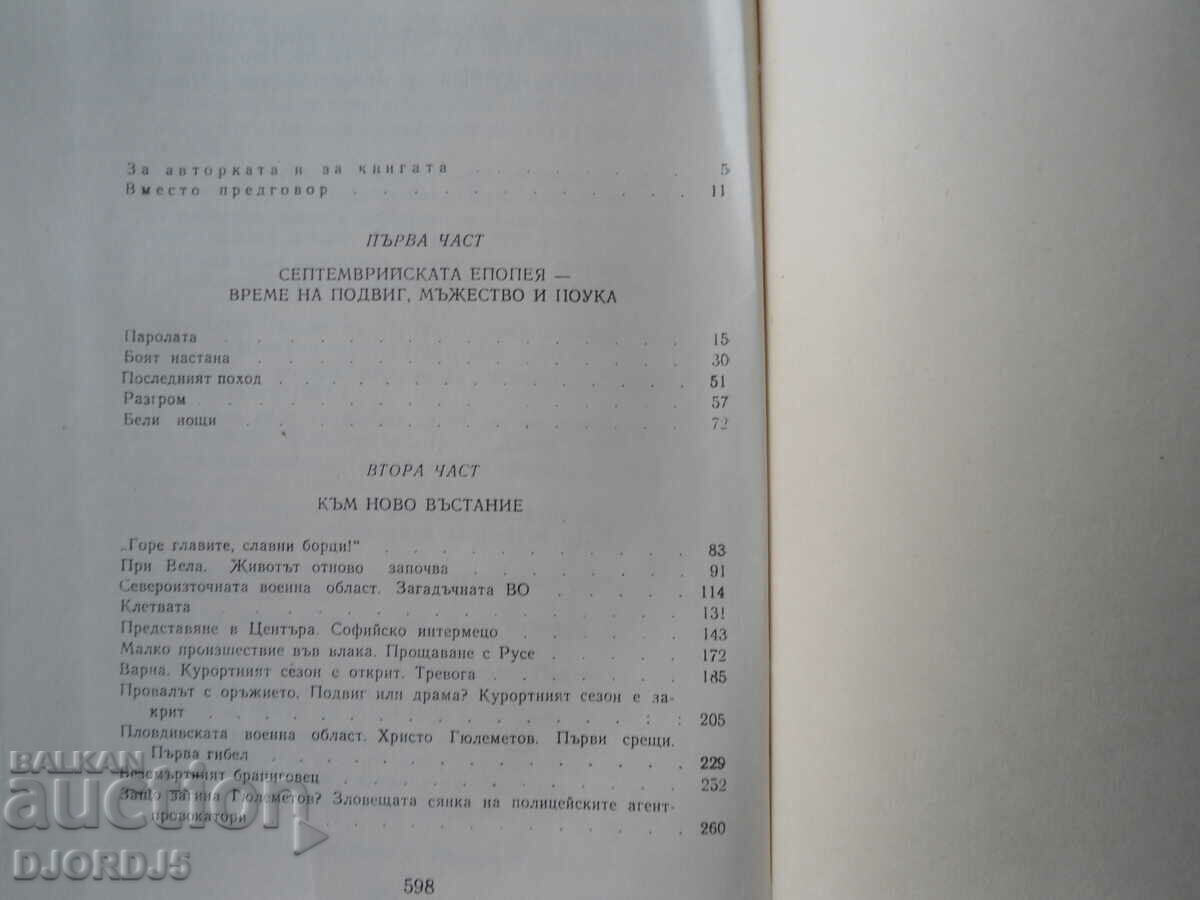 За авторката и за книгата . . . . . . . 5
Вместо предговор . . . . . . . . . . . 11
ПЪРВА ЧАСТ
СЕПТЕМВРИЙСКАТА ЕПОПЕЯ —
ВРЕМЕ НА ПОДВИГ, МЪЖЕСТВО И ПОУКА
Паролата . . . . . . . . . . . . . . 15
Боят настана . . . . . . . . . . . . . 30
Последният поход . . . . . . . . . . . . 51
Разгром . . . . . . . . . . . . . . 57
Бели нощи . . . . . . . . . . . . . 72
ВТОРА ЧАСТ
КЪМ НОВО ВЪСТАНИЕ
„Горе главите, славни борци!“ . . . . . . . . . 83
При Вела. Животът отново започва . . . . . . . 91
Североизточната военна област. Загадъчната ВО . . . . 114
Клетвата . . . . . . . . . . . . . . 131
Представяне в Центъра. Софийско интермецо . . . . . 143
Малко произшествие във влака. Прощаване с Русе . . . . 172
Варна. Курортният сезон е открит. Тревога . . . . . . 185
Провалът с оръжието. Подвиг или драма? Курортният сезон е за-
крит . . . . . . . . . . . . . : : 205
Пловдивската военна област. Христо Гюлеметов. Първи срещи.
Първа гибел . . . . . . . . . . . . 229
Безсмъртният браниговец . . . . . . . . . . 252
Защо загина Гюлеметов? Зловещата сянка на полицейските агент-
провокатори . . . . . . . . . . . . 260
598
BALKAN
auction
DJORDJ5